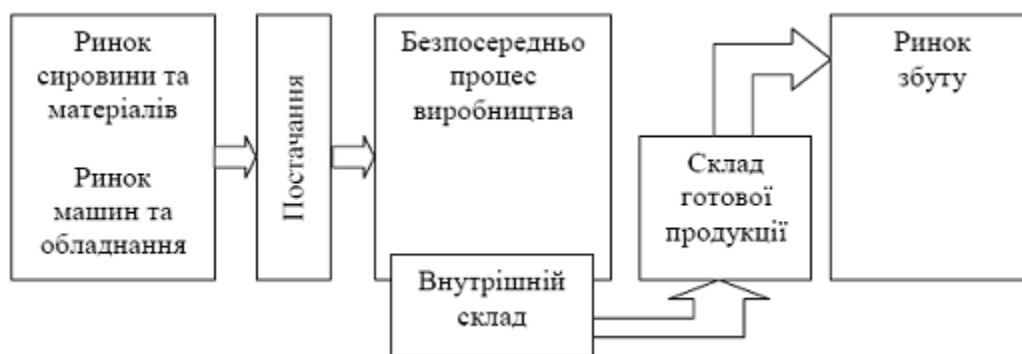 Ринок
сировини та
матеріалів
Ринок
машин та
обладнання
Постачання
Безпосередньо
процес
виробництва
Внутрішній
склад
Склад
готової
продукції
Ринок
збуту